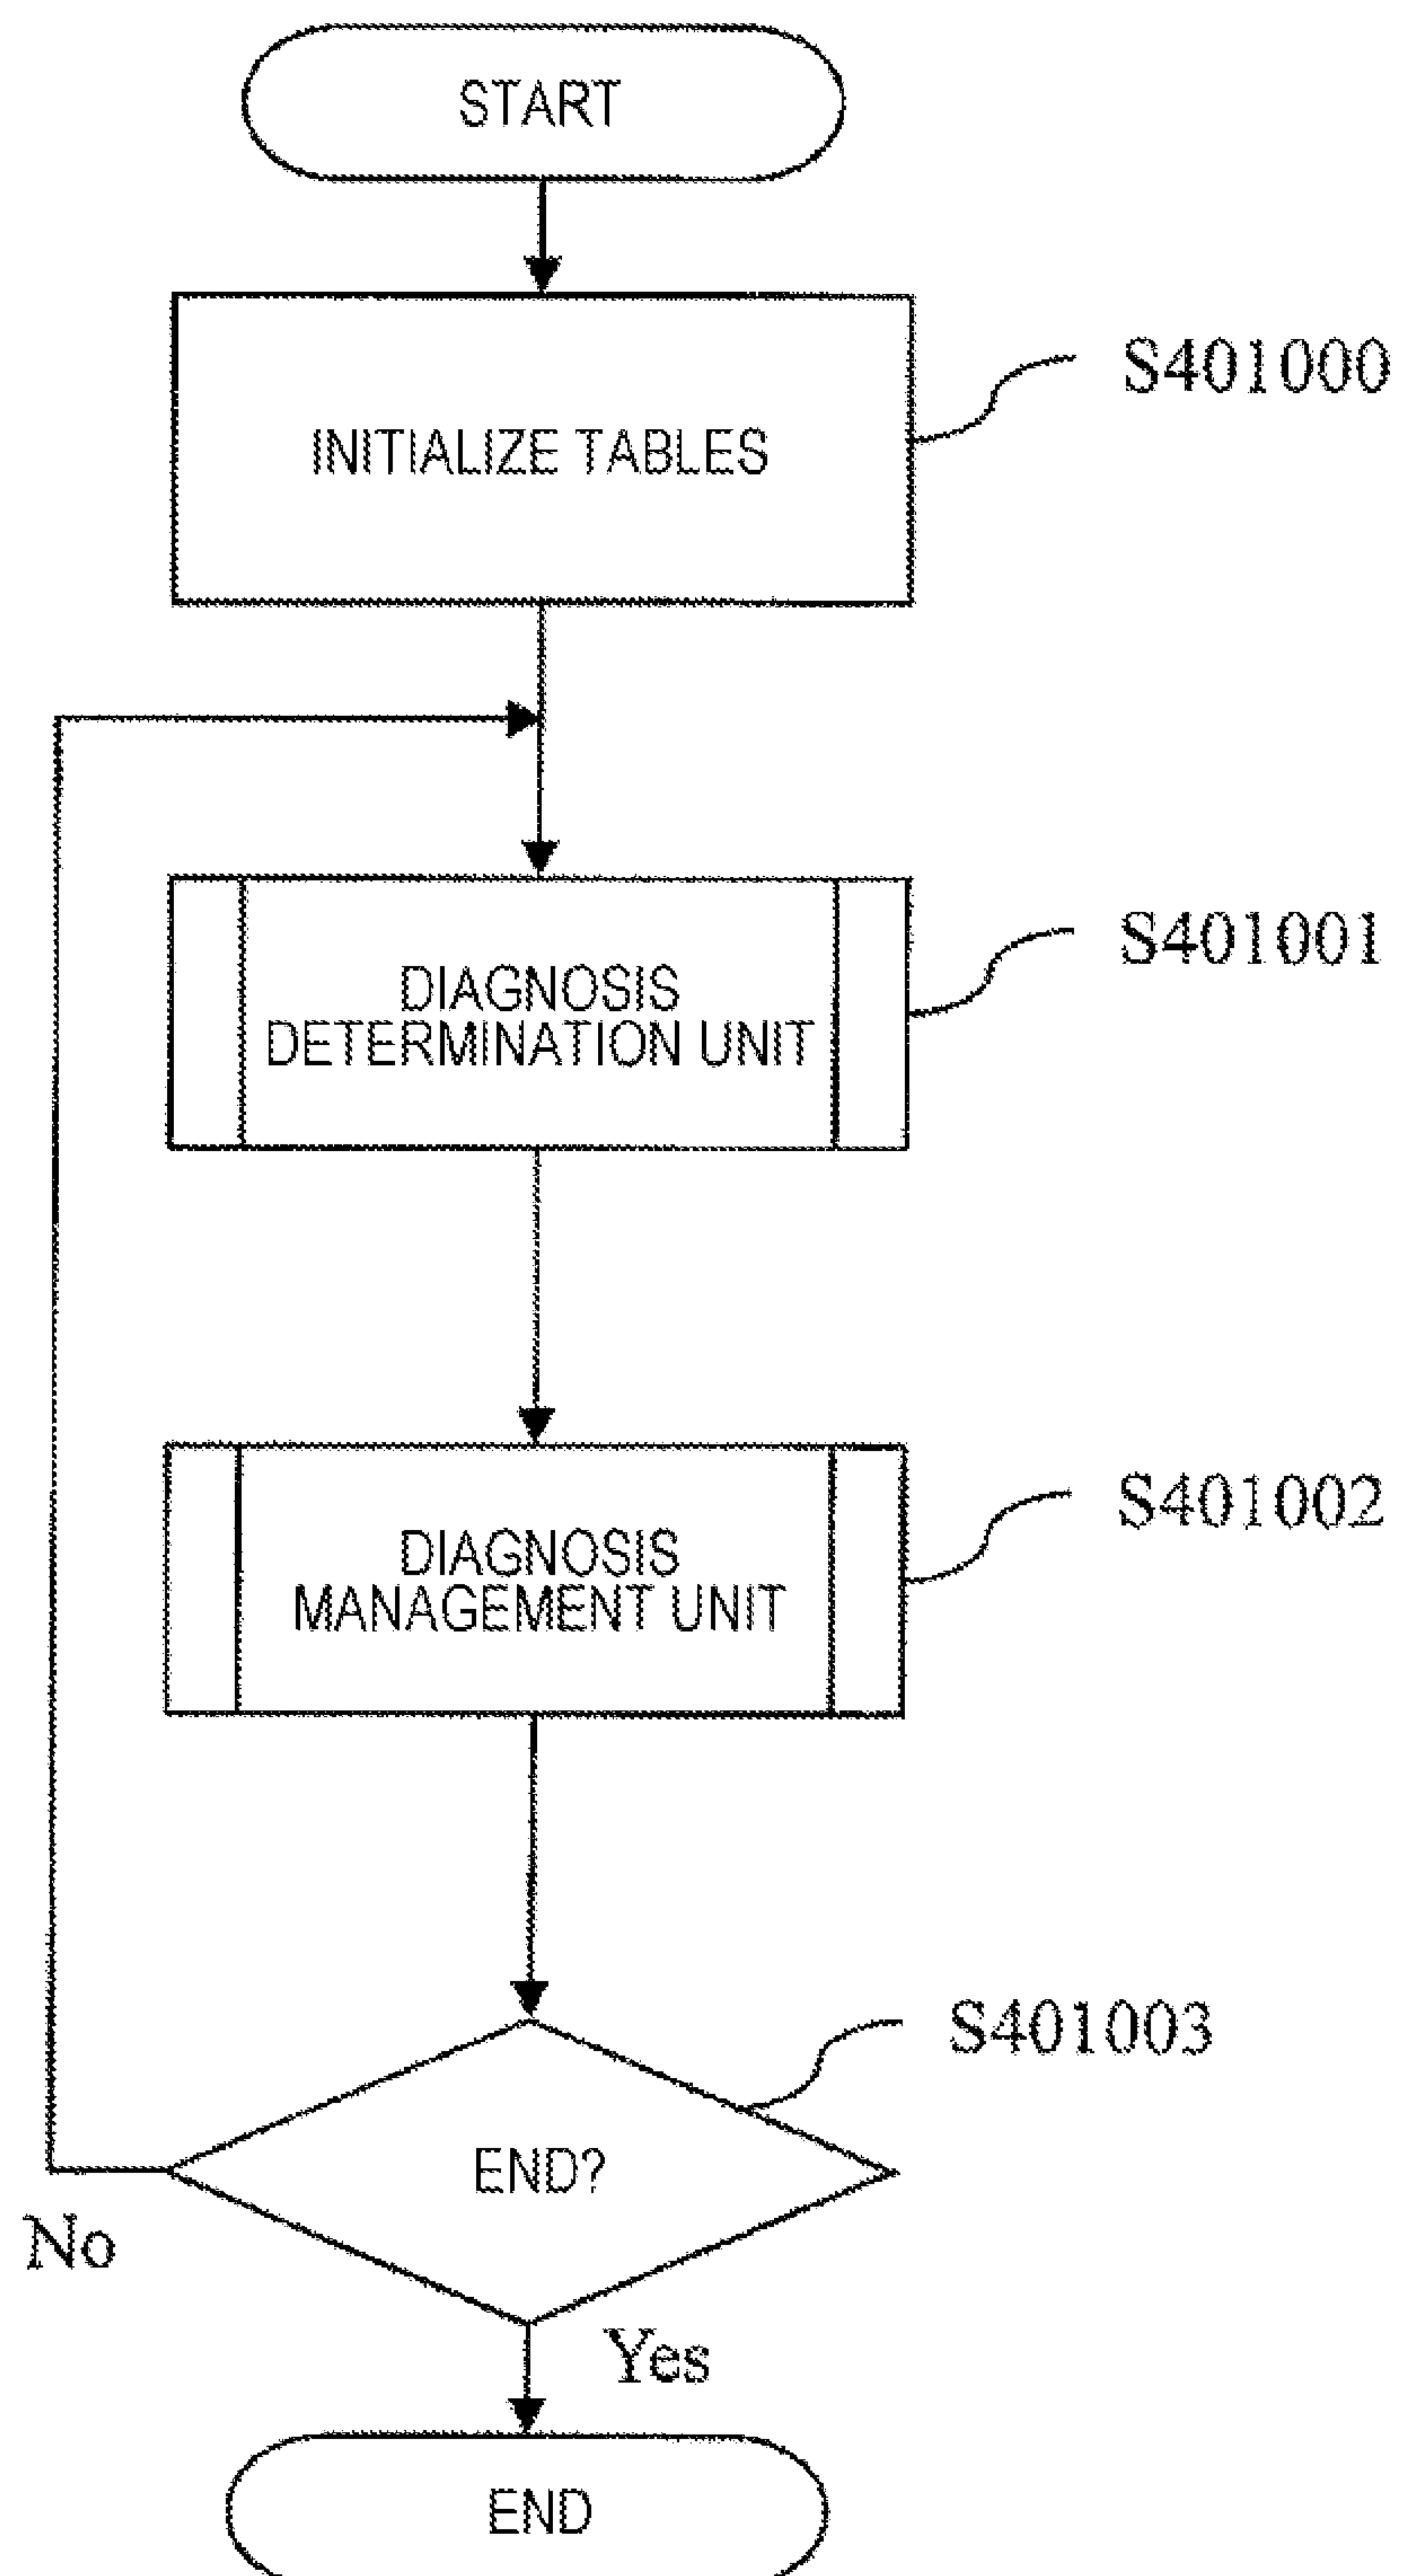 START
INITIALIZE TABLES
S401000
DIAGNOSIS
DETERMINATION UNIT
S401001
DIAGNOSIS
MANAGEMENT UNIT
S401002
END?
S401003
No
Yes
END